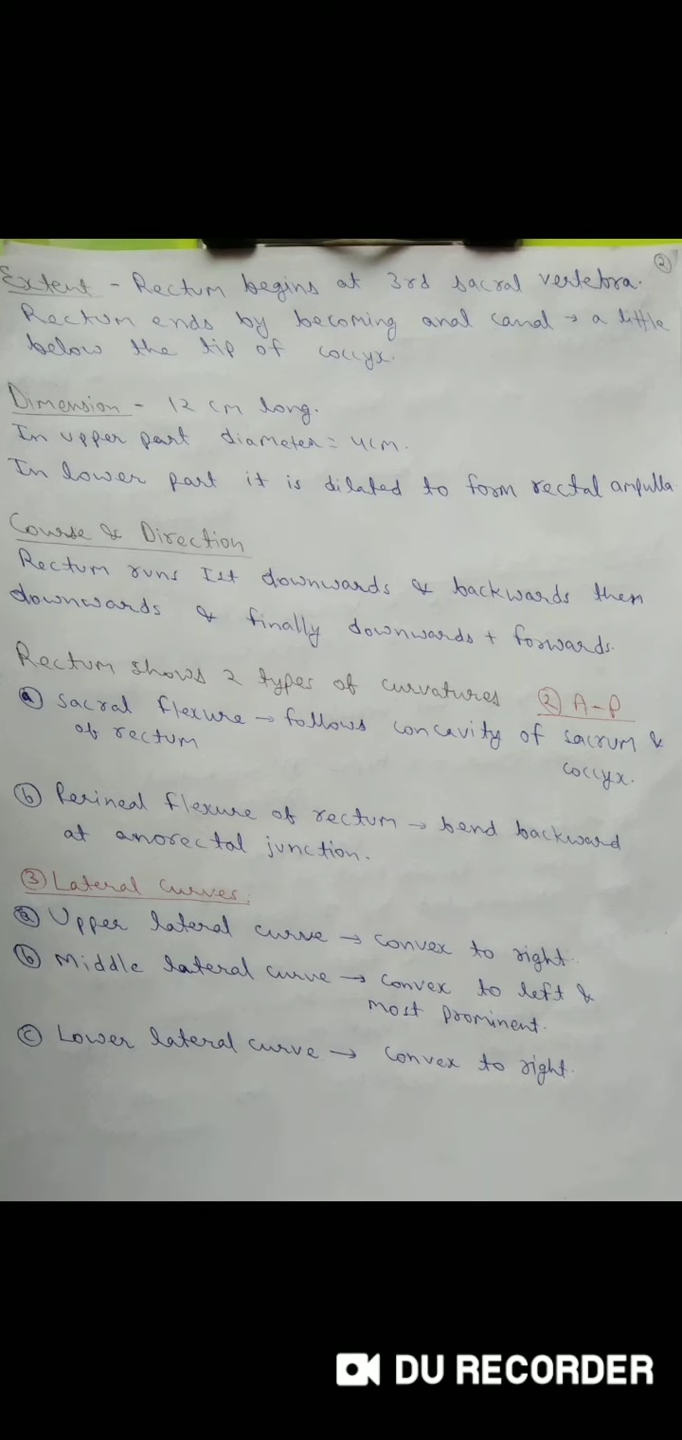 ②
Extent - Rectum begins at 3rd sacral vertebra.
Rectum ends by becoming anal canal → a little
below the tip of coccyx.
Dimension - 12 cm long.
In upper part diameter = 4cm.
In lower part it is dilated to form rectal ampulla
Course & Direction
Rectum runs Ist downwards & backwards then
downwards & finally downwards + forwards.
Rectum shows 2 types of curvatures ② A-P
ⓐ Sacral flexure → follows concavity of sacrum &
of rectum
coccyx.
ⓑ Perineal flexure of rectum → bend backward
at anorectal junction.
③ Lateral curves:
ⓐ Upper lateral curve → convex to right.
ⓑ Middle lateral curve → convex to left &
most prominent.
ⓒ Lower lateral curve → convex to right.
DU RECORDER